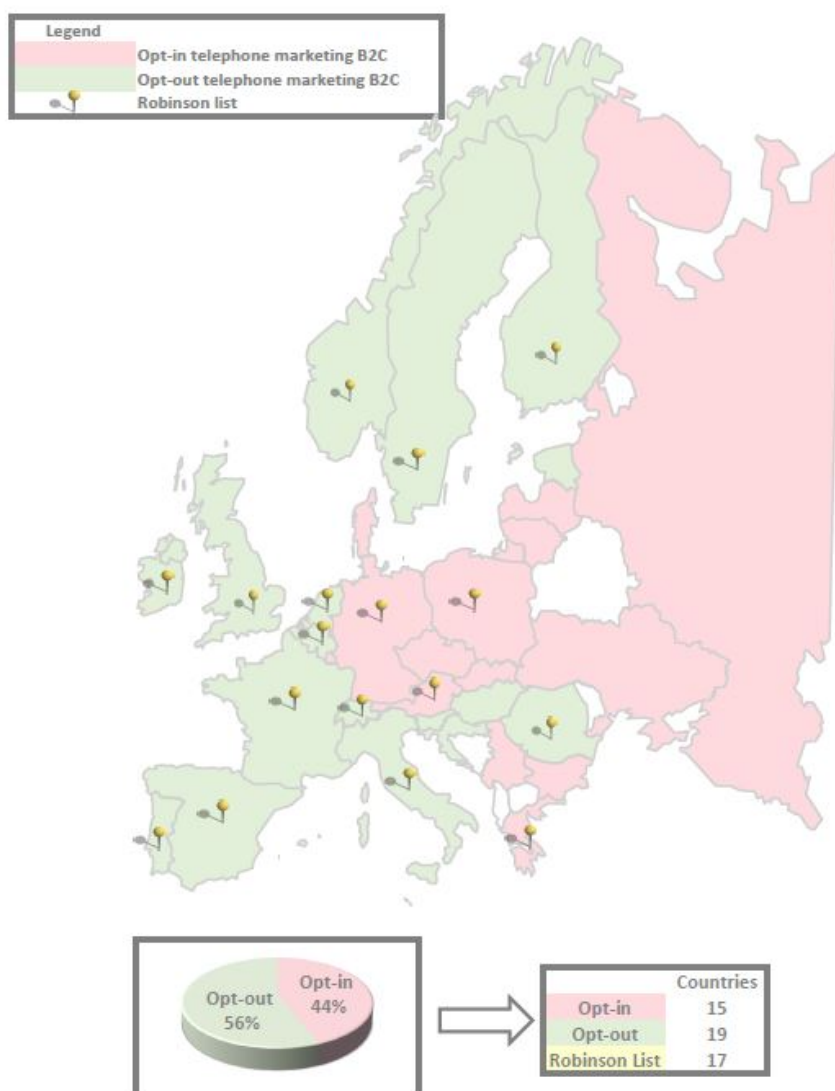 Legend
Opt-in telephone marketing B2C
Opt-out telephone marketing B2C
Robinson list
Opt-out
56%
Opt-in
44%
Countries
Opt-in 15
Opt-out 19
Robinson List 17